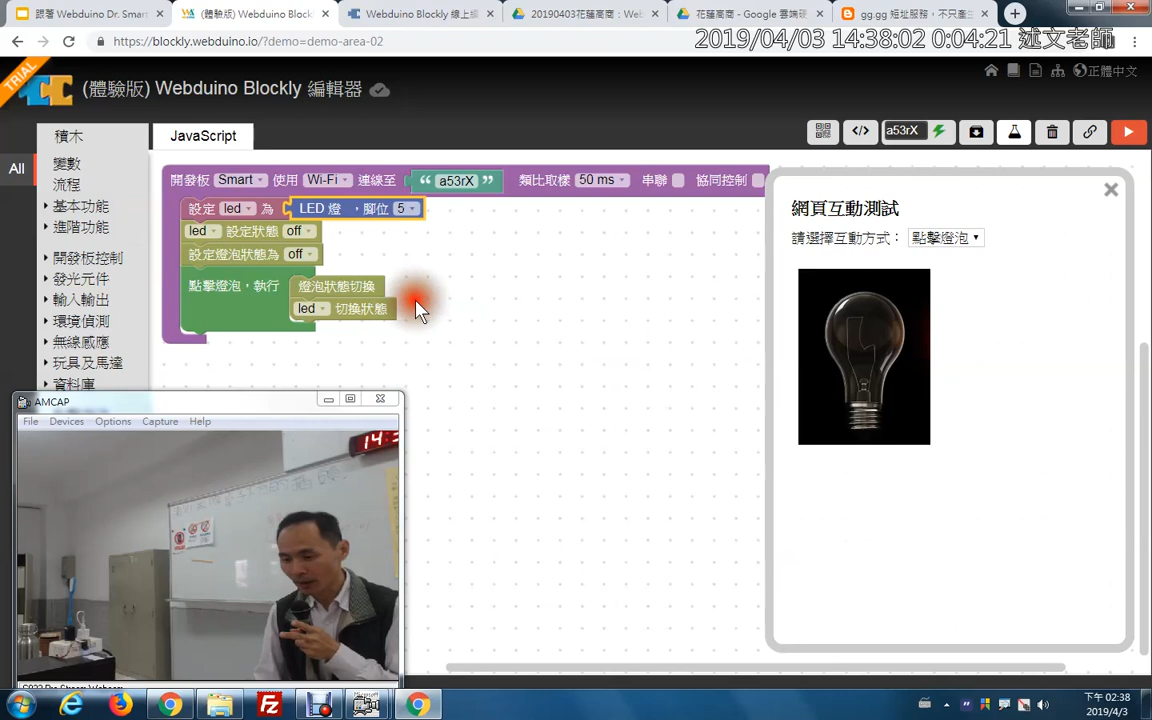 跟著 Webduino Dr. Smart
(體驗版) Webduino Block
Webduino Blockly 線上
20190403花蓮高商：Web
花蓮高商 - Google 雲端
gg.gg 短址服務，不只產生
https://blockly.webduino.io/?demo=demo-area-02
2019/04/03 14:38:02 0:04:21 述文老師
TRIAL
(體驗版) Webduino Blockly 編輯器
正體中文
積木
JavaScript
a53rX
All
變數
流程
基本功能
進階功能
開發板控制
發光元件
輸入輸出
環境偵測
無線感應
玩具及馬達
資料庫
開發板 Smart 使用 Wi-Fi 連線至 “ a53rX ” 類比取樣 50 ms 串聯 協同控制
設定 led 為 LED 燈 ，腳位 5
led 設定狀態 off
設定燈泡狀態為 off
點擊燈泡，執行 燈泡狀態切換
led 切換狀態
網頁互動測試
請選擇互動方式： 點擊燈泡
AMCAP
File Devices Options Capture Help
14:3
下午 02:38
2019/4/3